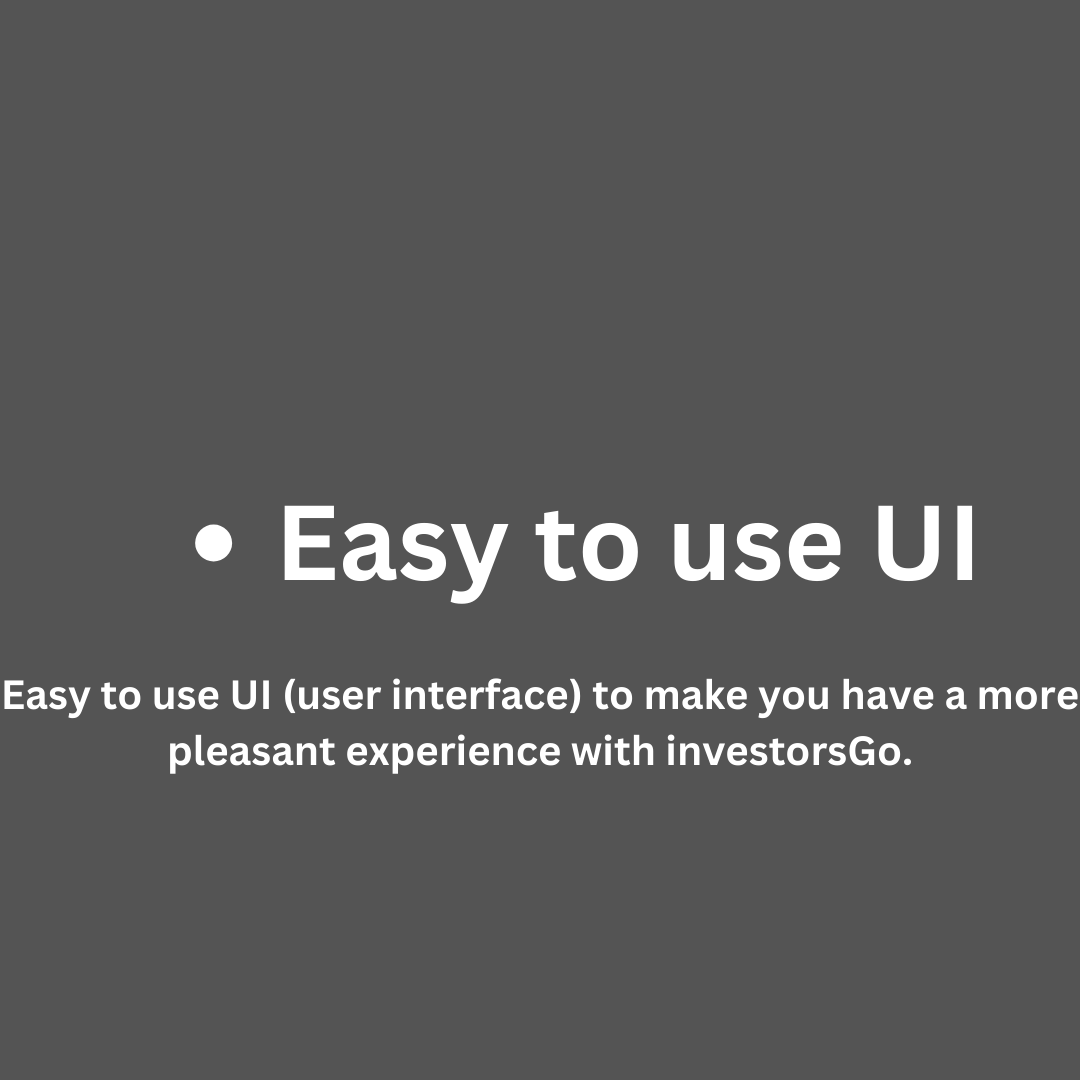 • Easy to use UI
Easy to use UI (user interface) to make you have a more
pleasant experience with investorsGo.